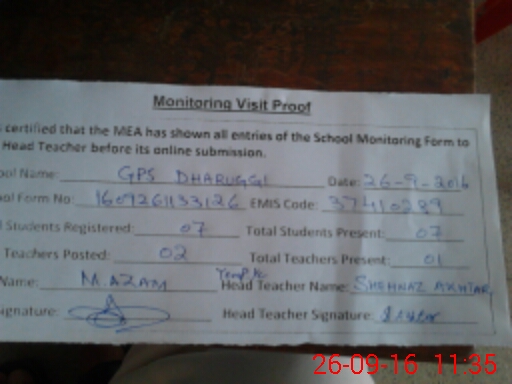 Monitoring Visit Proof
certified that the MEA has shown all entries of the School Monitoring Form to
Head Teacher before its online submission.
ool Name: GPS DHARUGGI Date: 26-9-2016
ool Form No: 1609261133126 EMIS Code: 37410289
l Students Registered: 07 Total Students Present: 07
Teachers Posted: 02 Total Teachers Present: 01
Name: M.AZAM Head Teacher Name: SHEHNAZ AKHTAR
ignature: Head Teacher Signature:
26-09-16 11:35